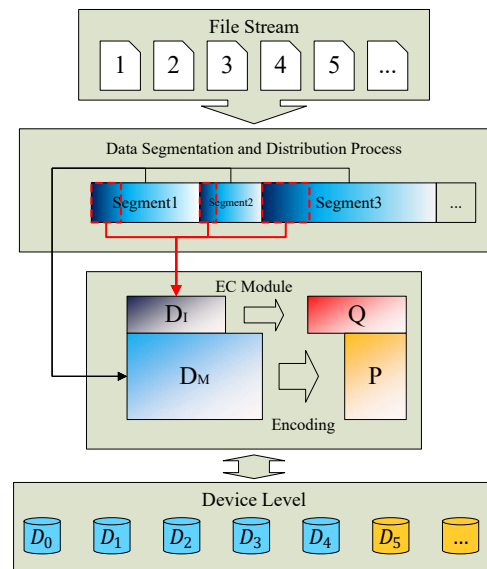 File Stream
1 2 3 4 5 ...
Data Segmentation and Distribution Process
Segment1 Segment2 Segment3 ...
EC Module
DI Q
DM P
Encoding
Device Level
D0 D1 D2 D3 D4 D5 ...